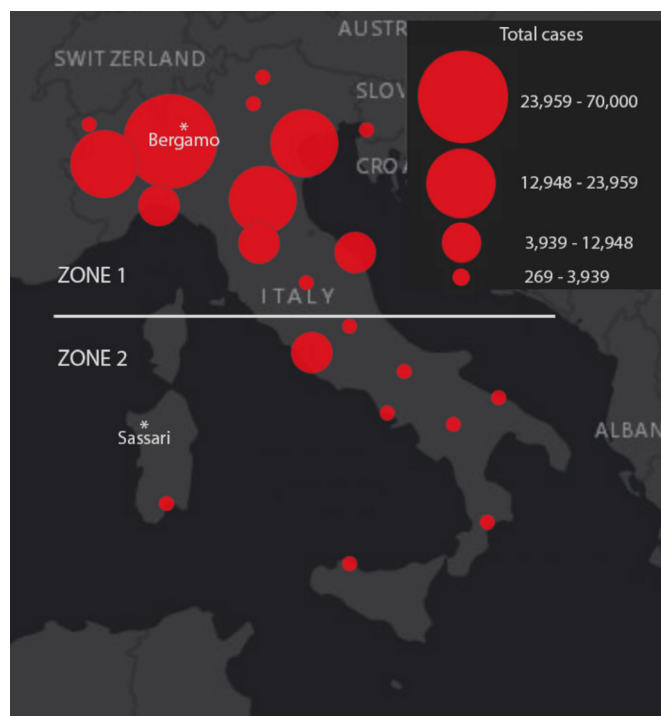 AUSTR
Total cases
SWITZERLAND
SLOV
23,959 - 70,000
*
Bergamo
CROA
12,948 - 23,959
3,939 - 12,948
ZONE 1
269 - 3,939
ITALY
ZONE 2
*
Sassari
ALBAN